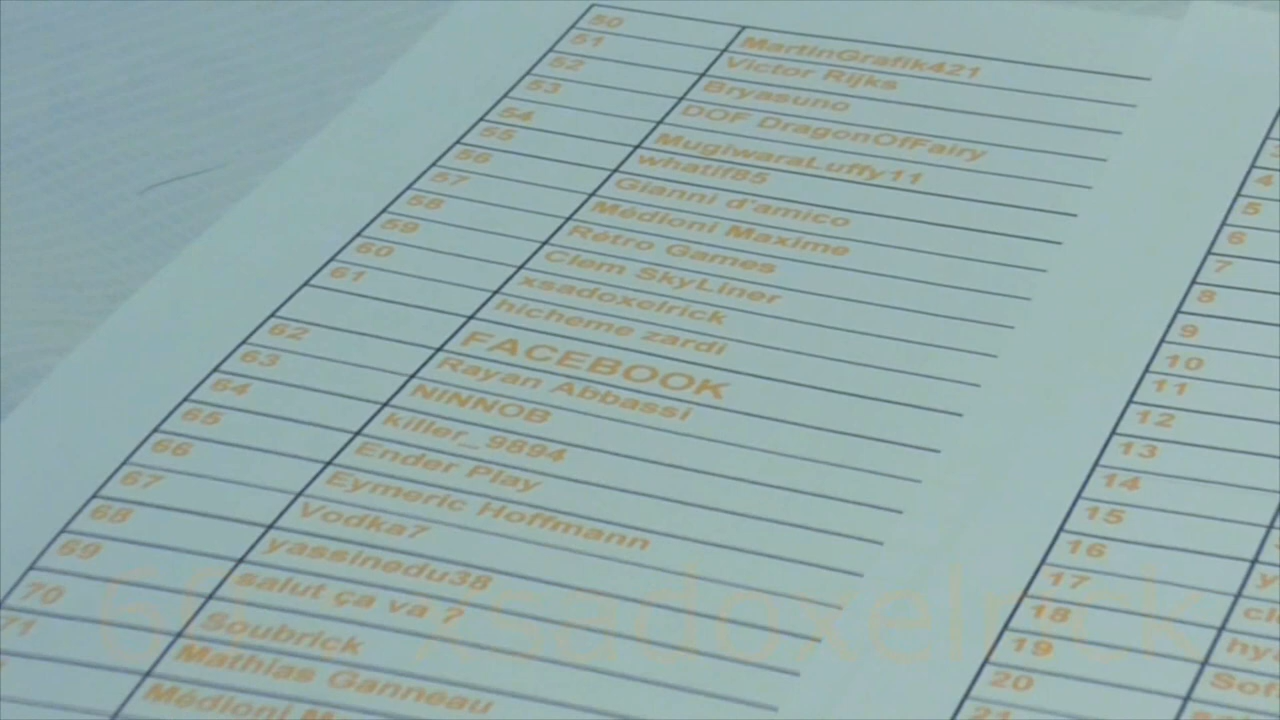 50 MartinGrafik421
51 Victor Rijks
52 Bryasuno
53 DOF DragonOfFairy
54 MugiwaraLuffy11
55 whatif85
56 Gianni d'amico
57 Médioni Maxime
58 Rétro Games
59 Clem SkyLiner
60 xsadoxelrick
61 hicheme zardi
FACEBOOK
62 Rayan Abbassi
63 NINNOB
64 killer_9894
65 Ender Play
66 Eymeric Hoffmann
67 Vodka7
68 yassinedu38
69 salut ça va ?
70 Soubrick
71 Mathias Ganneau
Médioni
4
5
6
7
8
9
10
11
12
13
14
15
16
17
18
19
20
21
xsadoxelrick